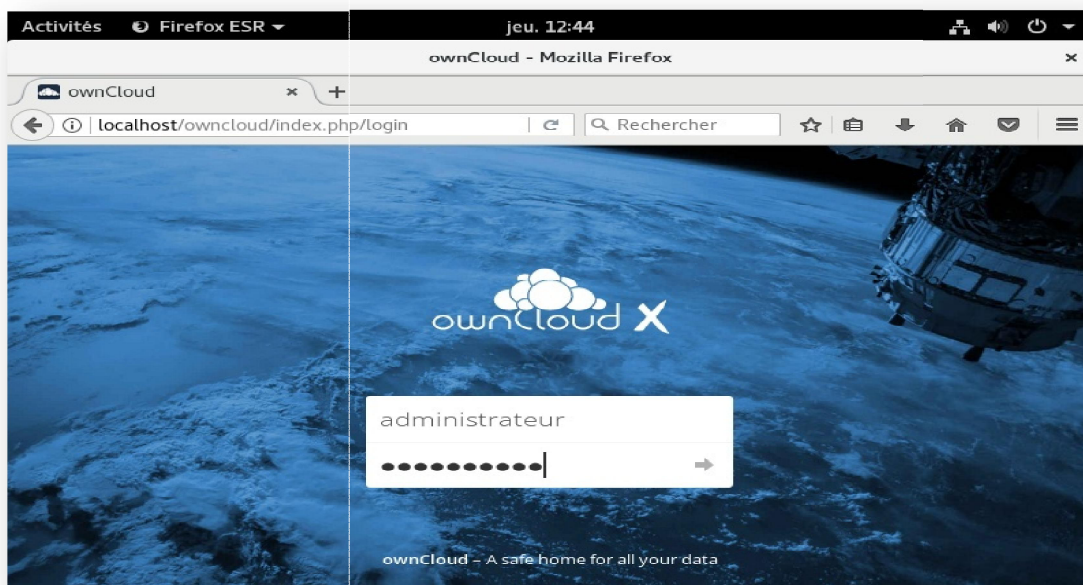 Activités Firefox ESR jeu. 12:44
ownCloud - Mozilla Firefox
ownCloud
localhost/owncloud/index.php/login Rechercher
ownCloud X
administrateur
••••••••••
ownCloud – A safe home for all your data